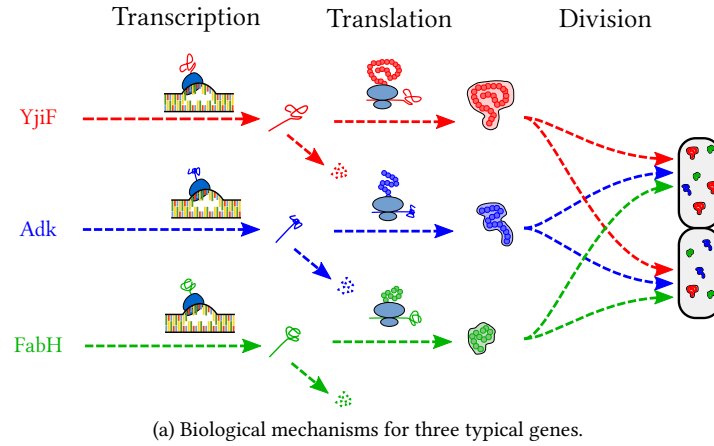 Transcription Translation Division
YjiF
Adk
FabH
(a) Biological mechanisms for three typical genes.